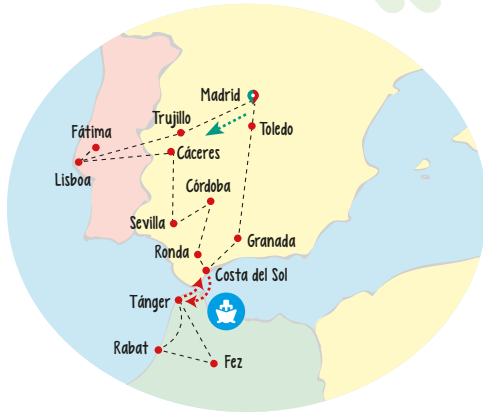 Madrid
Trujillo
Toledo
Fátima
Cáceres
Lisboa
Córdoba
Sevilla
Granada
Ronda
Costa del Sol
Tánger
Rabat
Fez